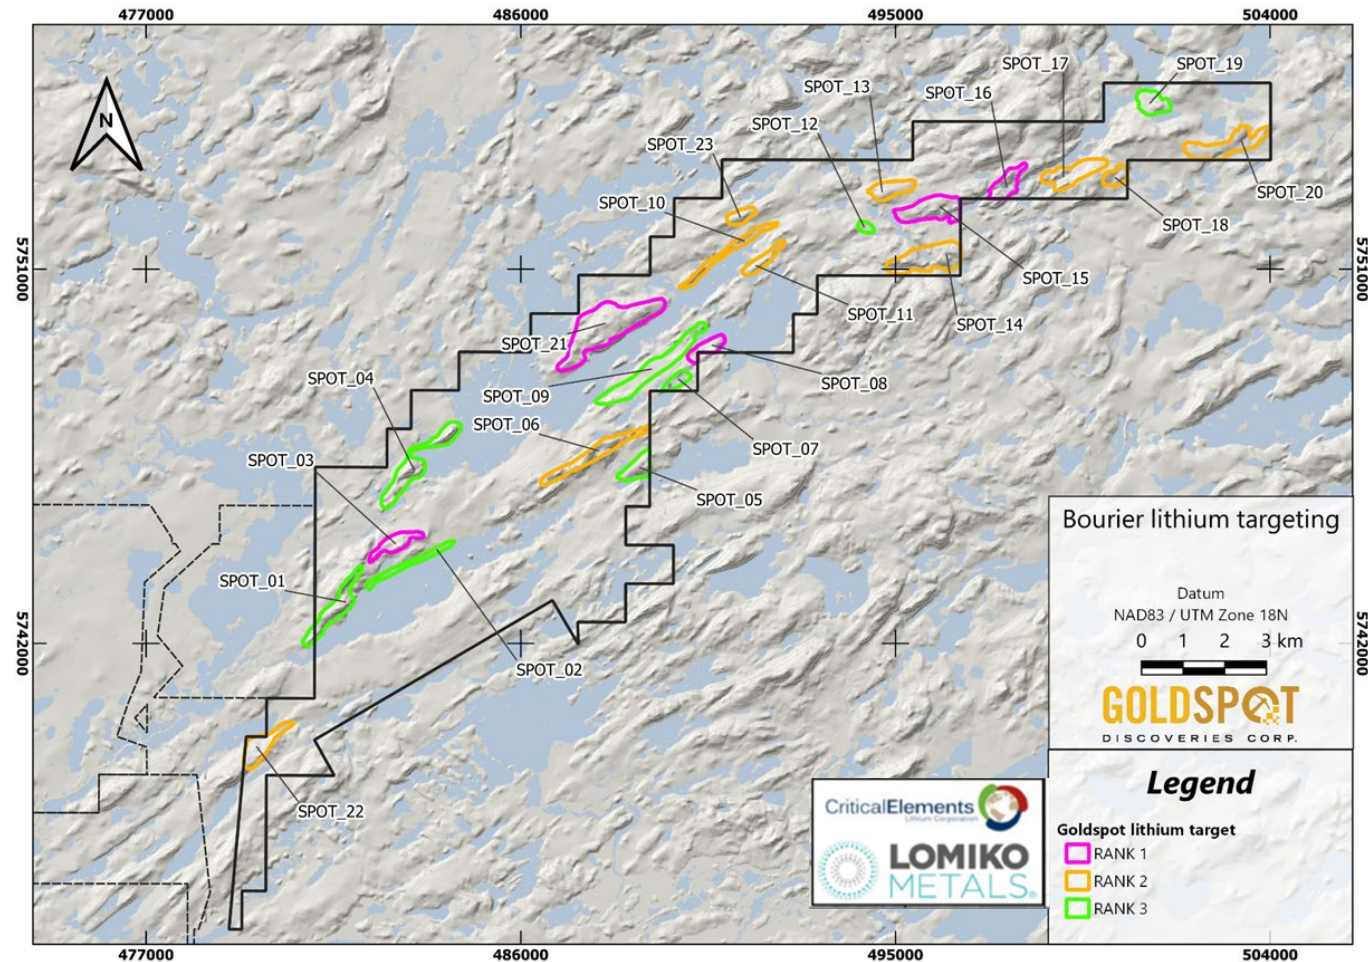 477000
486000
495000
504000
N
SPOT_17
SPOT_19
SPOT_13
SPOT_16
SPOT_12
SPOT_23
SPOT_20
SPOT_10
SPOT_18
5751000
5751000
SPOT_15
SPOT_11
SPOT_14
SPOT_21
SPOT_04
SPOT_08
SPOT_09
SPOT_06
SPOT_07
SPOT_03
SPOT_05
SPOT_01
5742000
5742000
SPOT_02
SPOT_22
Bourier lithium targeting
Datum
NAD83 / UTM Zone 18N
0 1 2 3 km
GOLDSPOT
DISCOVERIES CORP.
CriticalElements
Lithium Corporation
LOMIKO
METALS®
Legend
Goldspot lithium target
RANK 1
RANK 2
RANK 3
477000
486000
495000
504000